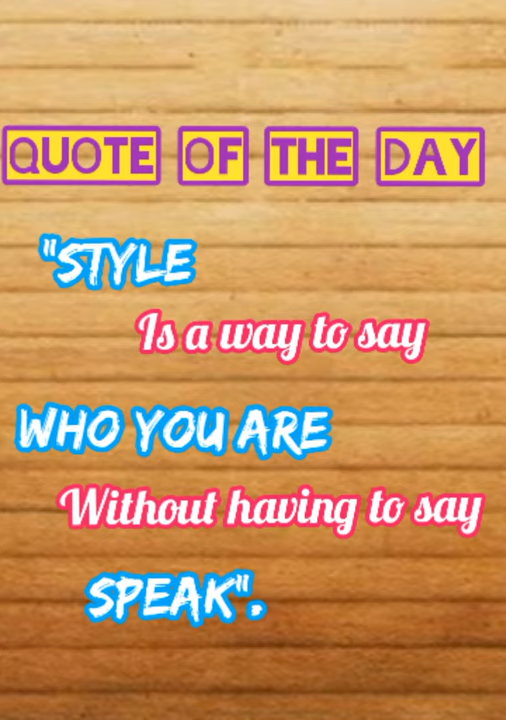 QUOTE OF THE DAY
"STYLE
Is a way to say
WHO YOU ARE
Without having to say
SPEAK".